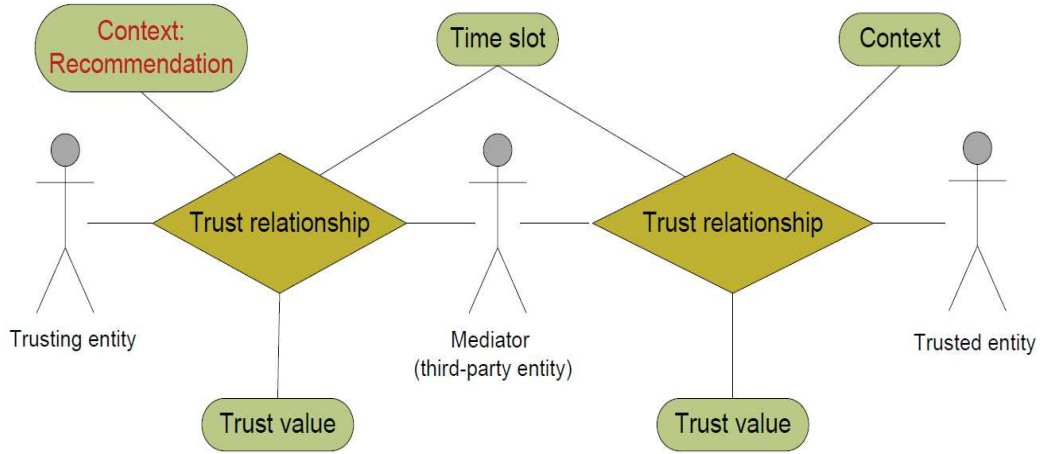 Context:
Recommendation
Time slot
Context
Trust relationship
Trust relationship
Trusting entity
Mediator
(third-party entity)
Trusted entity
Trust value
Trust value